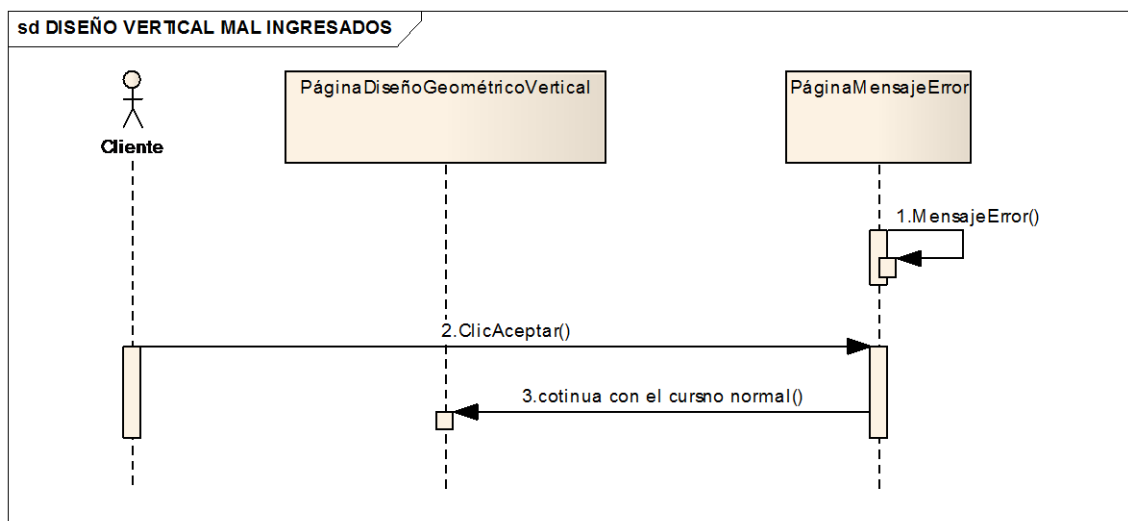 sd DISEÑO VERTICAL MAL INGRESADOS
PáginaDiseñoGeométricoVertical
PáginaMensajeError
Cliente
1.MensajeError()
2.ClicAceptar()
3.cotinua con el cursno normal()